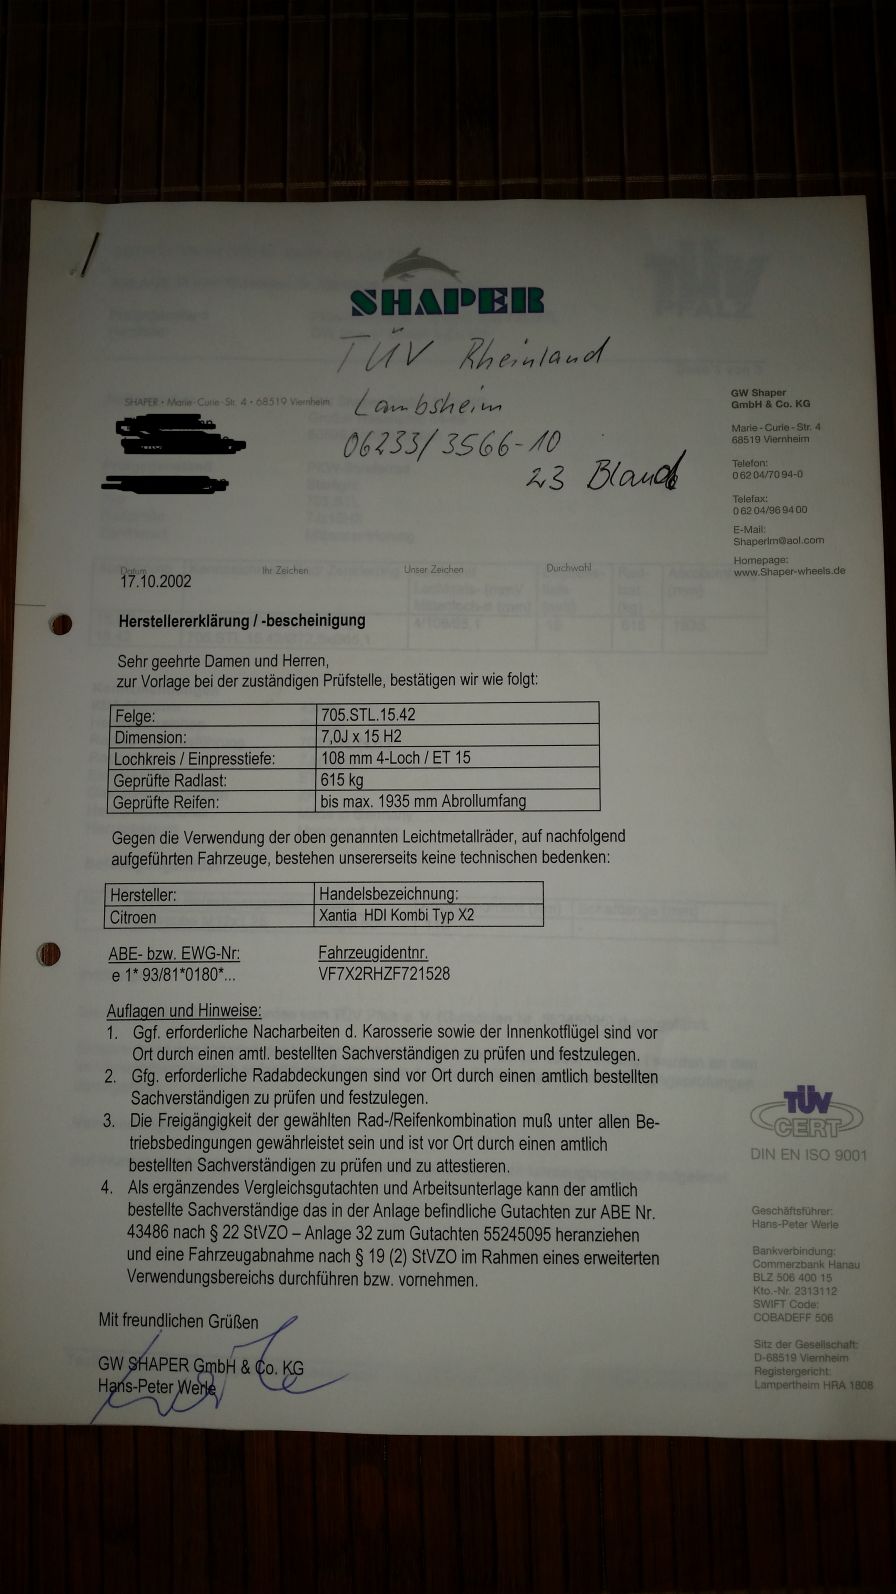 SHAPER
TÜV Rheinland
Lambsheim
06233/3566-10
23 Blaud
SHAPER • Marie-Curie-Str. 4 • 68519 Viernheim
GW Shaper
GmbH & Co. KG
Marie - Curie - Str. 4
68519 Viernheim
Telefon:
0 62 04/70 94-0
Telefax:
0 62 04/96 94 00
E-Mail:
Shaperlm@aol.com
Homepage:
www.Shaper-wheels.de
Datum Ihr Zeichen Unser Zeichen Durchwahl
17.10.2002
Herstellererklärung / -bescheinigung
Sehr geehrte Damen und Herren,
zur Vorlage bei der zuständigen Prüfstelle, bestätigen wir wie folgt:
Felge: 705.STL.15.42
Dimension: 7,0J x 15 H2
Lochkreis / Einpresstiefe: 108 mm 4-Loch / ET 15
Geprüfte Radlast: 615 kg
Geprüfte Reifen: bis max. 1935 mm Abrollumfang
Gegen die Verwendung der oben genannten Leichtmetallräder, auf nachfolgend
aufgeführten Fahrzeuge, bestehen unsererseits keine technischen bedenken:
Hersteller: Handelsbezeichnung:
Citroen Xantia HDI Kombi Typ X2
ABE- bzw. EWG-Nr: Fahrzeugidentnr.
e 1* 93/81*0180*... VF7X2RHZF721528
Auflagen und Hinweise:
1. Ggf. erforderliche Nacharbeiten d. Karosserie sowie der Innenkotflügel sind vor
Ort durch einen amtl. bestellten Sachverständigen zu prüfen und festzulegen.
2. Gfg. erforderliche Radabdeckungen sind vor Ort durch einen amtlich bestellten
Sachverständigen zu prüfen und festzulegen.
3. Die Freigängigkeit der gewählten Rad-/Reifenkombination muß unter allen Be-
triebsbedingungen gewährleistet sein und ist vor Ort durch einen amtlich
bestellten Sachverständigen zu prüfen und zu attestieren.
4. Als ergänzendes Vergleichsgutachten und Arbeitsunterlage kann der amtlich
bestellte Sachverständige das in der Anlage befindliche Gutachten zur ABE Nr.
43486 nach § 22 StVZO – Anlage 32 zum Gutachten 55245095 heranziehen
und eine Fahrzeugabnahme nach § 19 (2) StVZO im Rahmen eines erweiterten
Verwendungsbereichs durchführen bzw. vornehmen.
Mit freundlichen Grüßen
GW SHAPER GmbH & Co. KG
Hans-Peter Werle
TÜV
CERT
DIN EN ISO 9001
Geschäftsführer:
Hans-Peter Werle
Bankverbindung:
Commerzbank Hanau
BLZ 506 400 15
Kto.-Nr. 2313112
SWIFT Code:
COBADEFF 506
Sitz der Gesellschaft:
D-68519 Viernheim
Registergericht:
Lampertheim HRA 1808